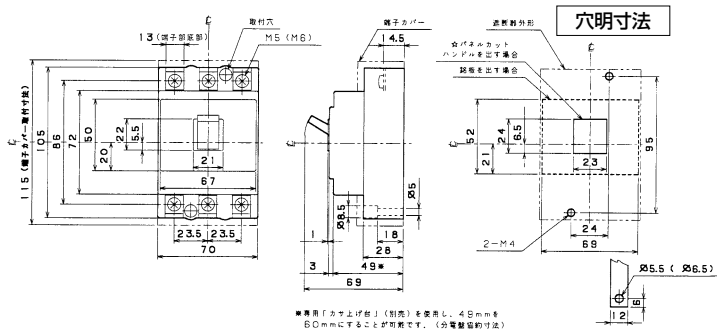 穴明寸法
℄
13(端子部底部)
取付穴
M5(M6)
端子カバー
14.5
遮断器外形
℄
☆パネルカット
ハンドルを出す場合
銘板を出す場合
115(端子カバー取付寸法)
105
86
72
50
20
22
5.5
21
67
23.5
23.5
70
℄
℄
1
3
ø8.5
ø5
18
28
49※
69
℄
52
21
24
6.5
23
95
24
2-M4
69
ø5.5(ø6.5)
6
12
※専用「カサ上げ台」(別売)を使用し、49mmを
60mmにすることが可能です。(分電盤協約寸法)